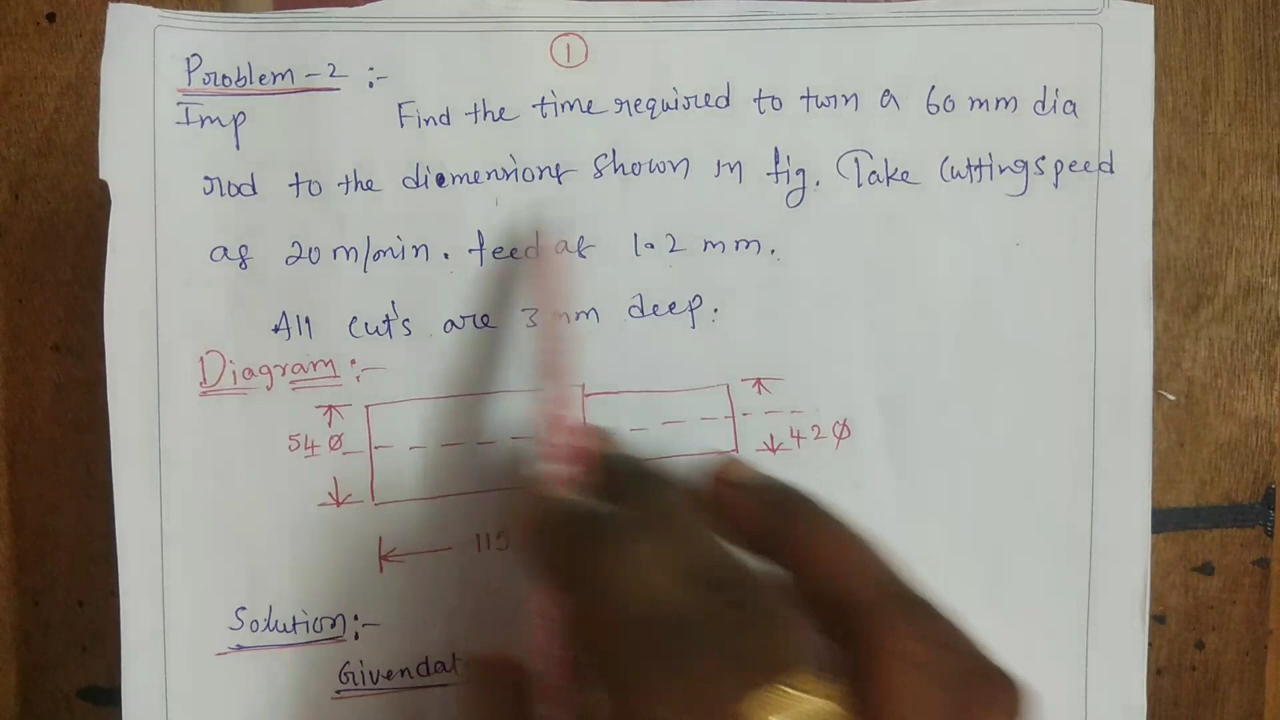 1
Problem-2 :-
Imp Find the time required to turn a 60 mm dia
rod to the diemensions shown in fig. Take Cutting speed
as 20 m/min. feed as 1.2 mm.
All cut's are 3 mm deep.
Diagram:-
54 Ø
42 Ø
Solution:-